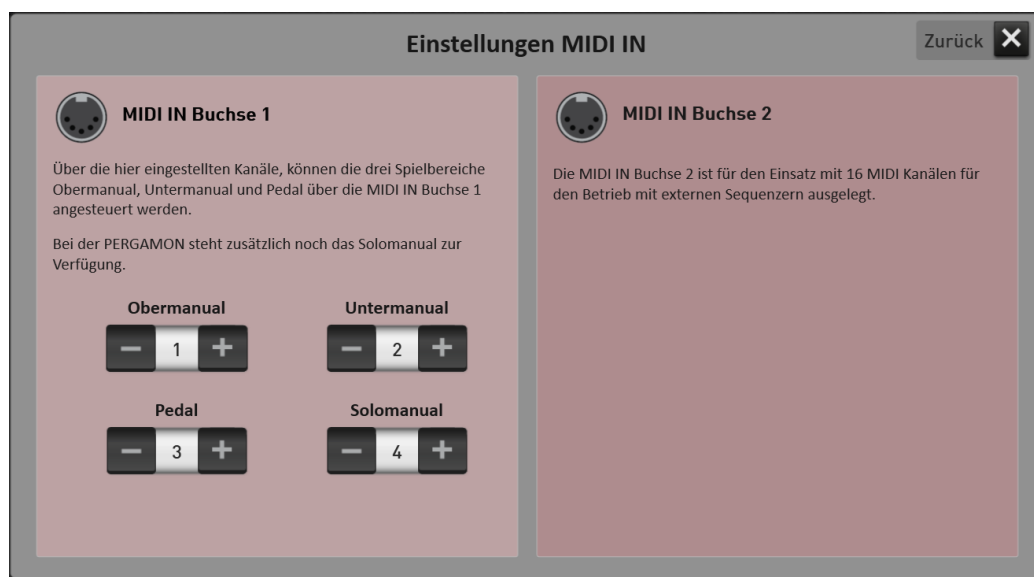 Einstellungen MIDI IN
Zurück
MIDI IN Buchse 1
Über die hier eingestellten Kanäle, können die drei Spielbereiche
Obermanual, Untermanual und Pedal über die MIDI IN Buchse 1
angesteuert werden.
Bei der PERGAMON steht zusätzlich noch das Solomanual zur
Verfügung.
Obermanual
Untermanual
− 1 +
− 2 +
Pedal
Solomanual
− 3 +
− 4 +
MIDI IN Buchse 2
Die MIDI IN Buchse 2 ist für den Einsatz mit 16 MIDI Kanälen für
den Betrieb mit externen Sequenzern ausgelegt.